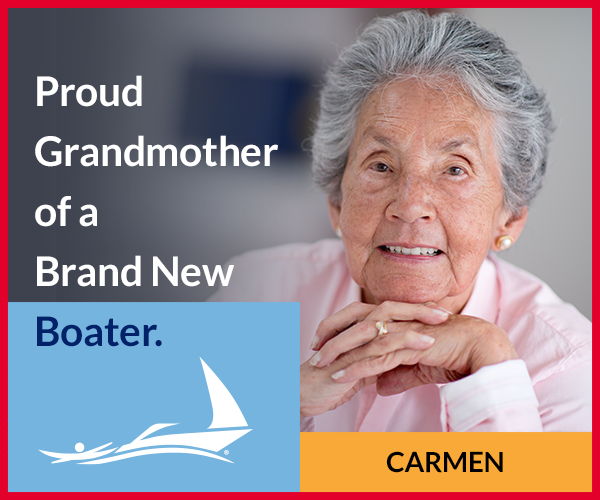 Proud
Grandmother
of a
Brand New
Boater.
®
CARMEN